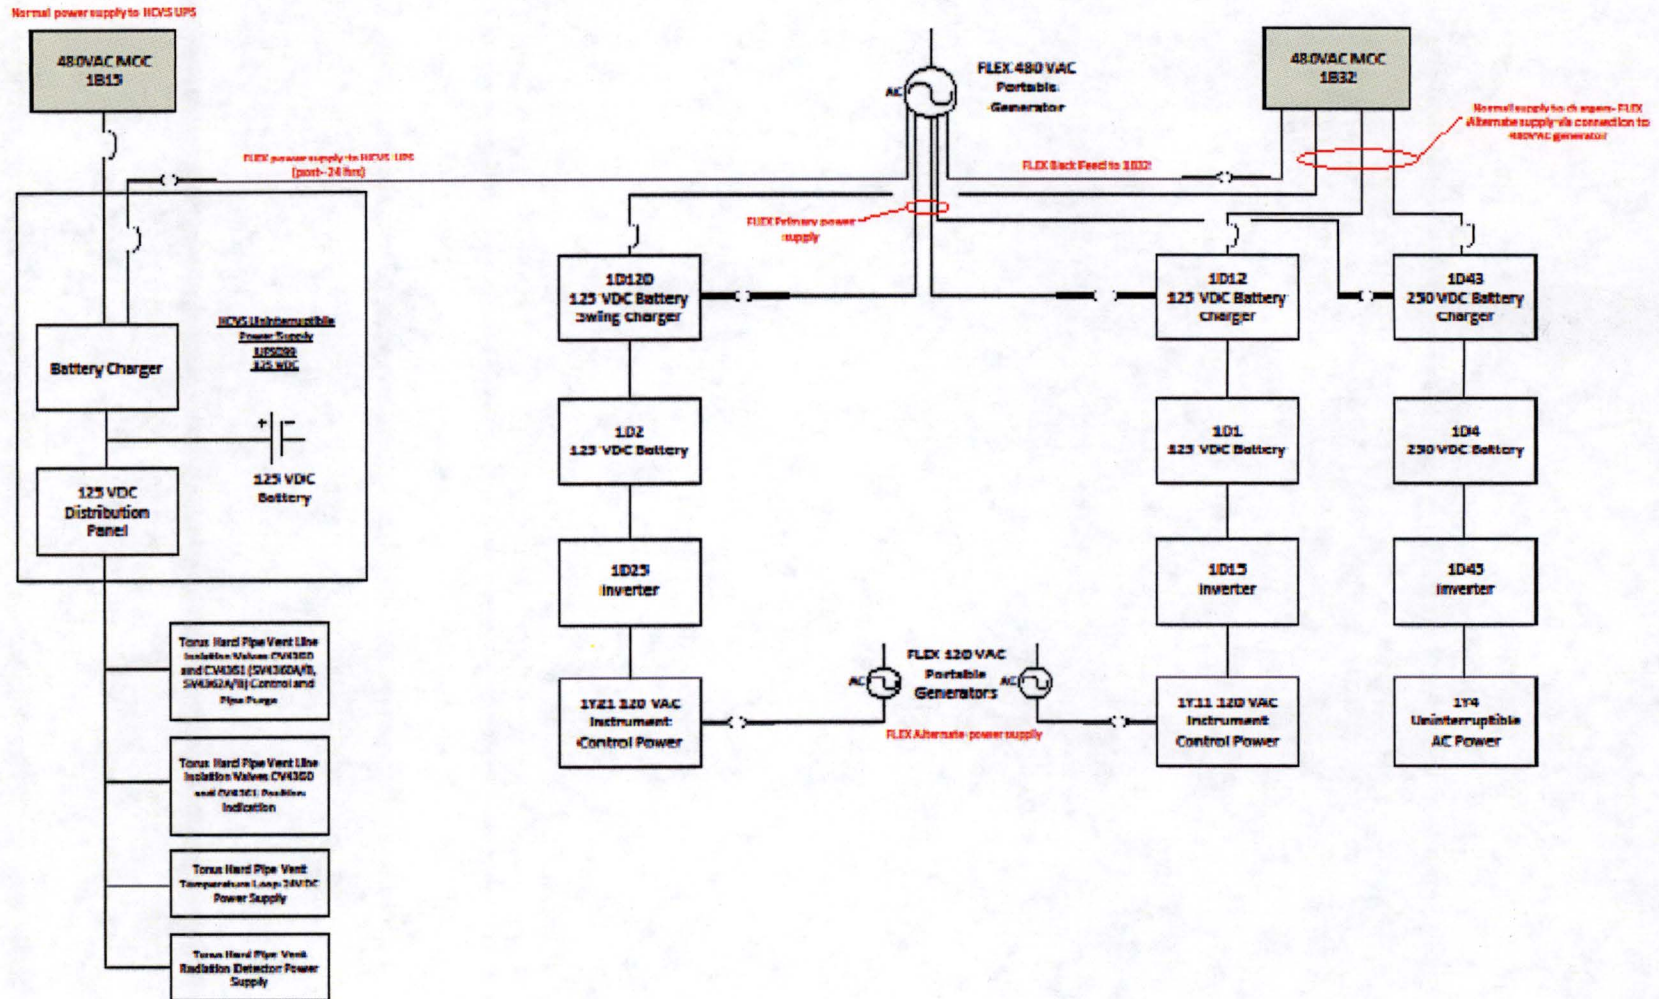 Normal power supply to HCVS UPS
480VAC MCC
1B15
FLEX 480 VAC
Portable
Generator
AC
480VAC MCC
1B32
Normal supply to chargers- FLEX
Alternate supply via connection to
480VAC generator
FLEX power supply to HCVS UPS
(post- 24 hrs)
FLEX Back Feed to 1B32
FLEX Primary power
supply
1D120
125 VDC Battery
Swing Charger
1D12
125 VDC Battery
Charger
1D43
250 VDC Battery
Charger
HCVS Uninterruptible
Power Supply
125 VDC
Battery Charger
1D2
125 VDC Battery
1D1
125 VDC Battery
1D4
250 VDC Battery
+
-
125 VDC
Battery
125 VDC
Distribution
Panel
1D25
Inverter
1D15
Inverter
1D45
Inverter
Torus Hard Pipe Vent Line
Isolation Valves CV4360
and CV4361 (SV4360A/B,
SV4362A/B) Control and
Pipe Purge
FLEX 120 VAC
Portable
Generators
AC
AC
1Y21 120 VAC
Instrument
Control Power
1Y11 120 VAC
Instrument
Control Power
1Y4
Uninterruptible
AC Power
FLEX Alternate power supply
Torus Hard Pipe Vent Line
Isolation Valves CV4360
and CV4361 Position
Indication
Torus Hard Pipe Vent
Temperature Loop 24VDC
Power Supply
Torus Hard Pipe Vent
Radiation Detector Power
Supply